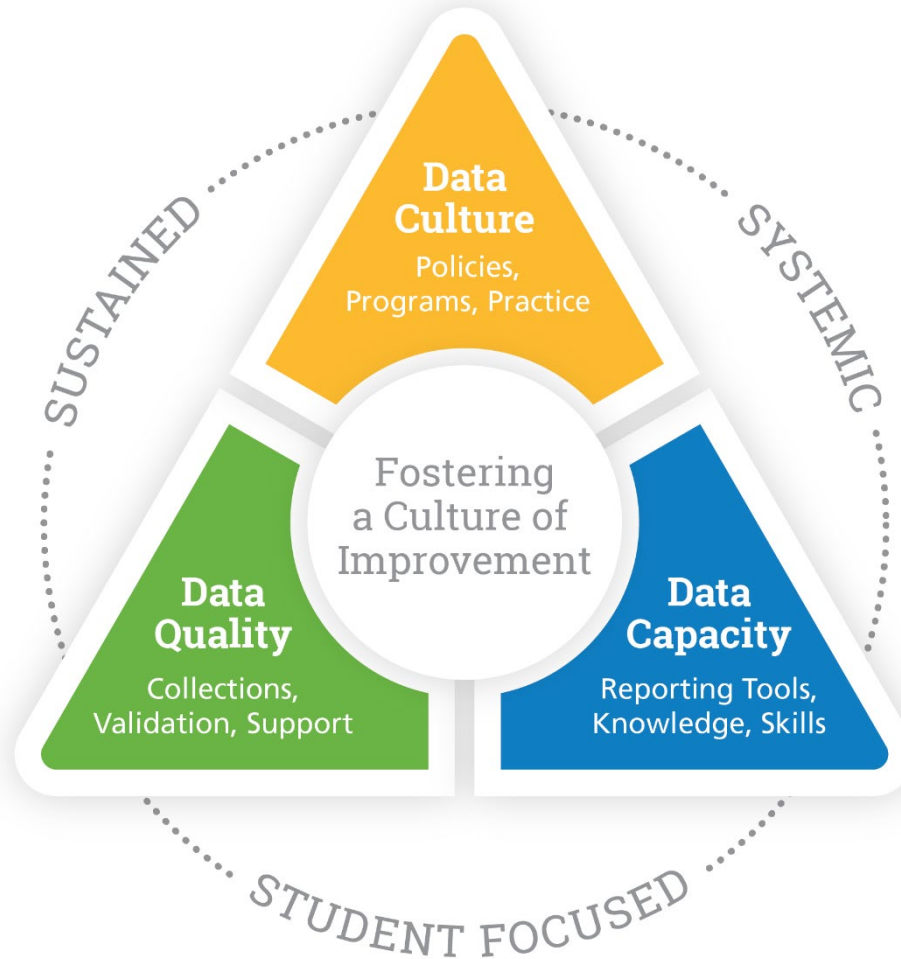 Data
Culture
Policies,
Programs, Practice
SUSTAINED
SYSTEMIC
Fostering
a Culture of
Improvement
Data
Quality
Collections,
Validation, Support
Data
Capacity
Reporting Tools,
Knowledge, Skills
STUDENT FOCUSED